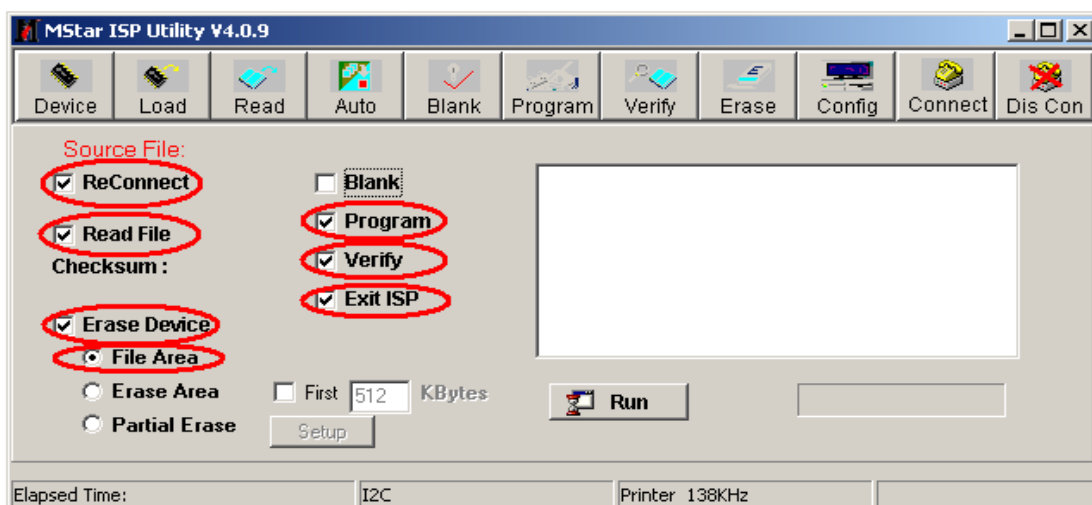 MStar ISP Utility V4.0.9
Device Load Read Auto Blank Program Verify Erase Config Connect Dis Con
Source File:
ReConnect
Blank
Read File
Program
Checksum :
Verify
Exit ISP
Erase Device
File Area
Erase Area
First 512 KBytes
Run
Partial Erase
Setup
Elapsed Time:
I2C
Printer 138KHz